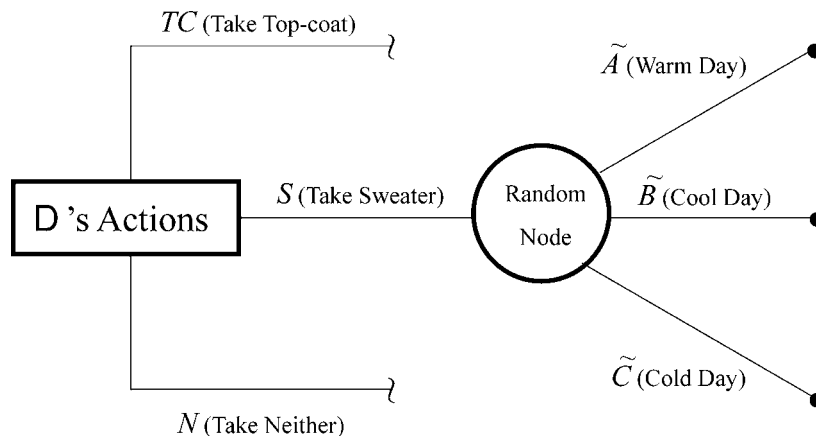 TC (Take Top-coat)
Ã (Warm Day)
D 's Actions
S (Take Sweater)
Random
Node
B̃ (Cool Day)
C̃ (Cold Day)
N (Take Neither)